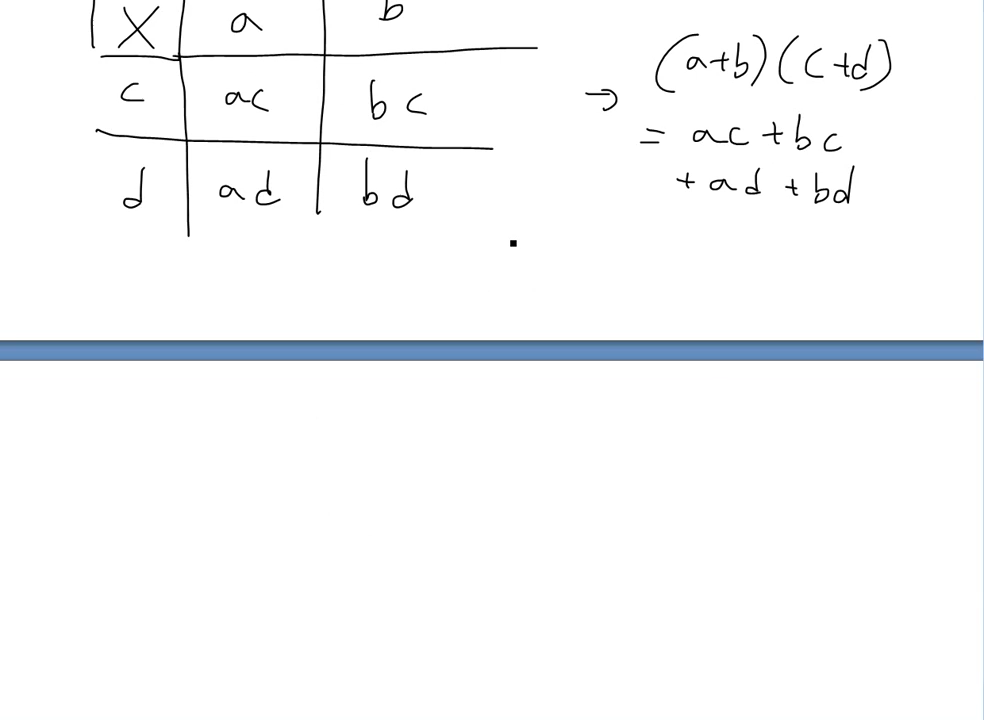 X a b
c ac bc
d ad bd
⇒ (a+b)(c+d)
= ac + bc
+ ad + bd